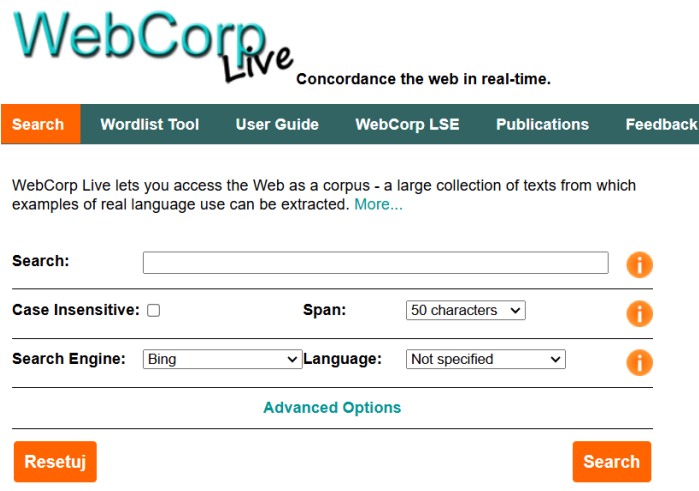 WebCorp Live
Concordance the web in real-time.
Search Wordlist Tool User Guide WebCorp LSE Publications Feedback
WebCorp Live lets you access the Web as a corpus - a large collection of texts from which
examples of real language use can be extracted. More...
Search:
Case Insensitive: Span: 50 characters
Search Engine: Bing Language: Not specified
Advanced Options
Resetuj Search